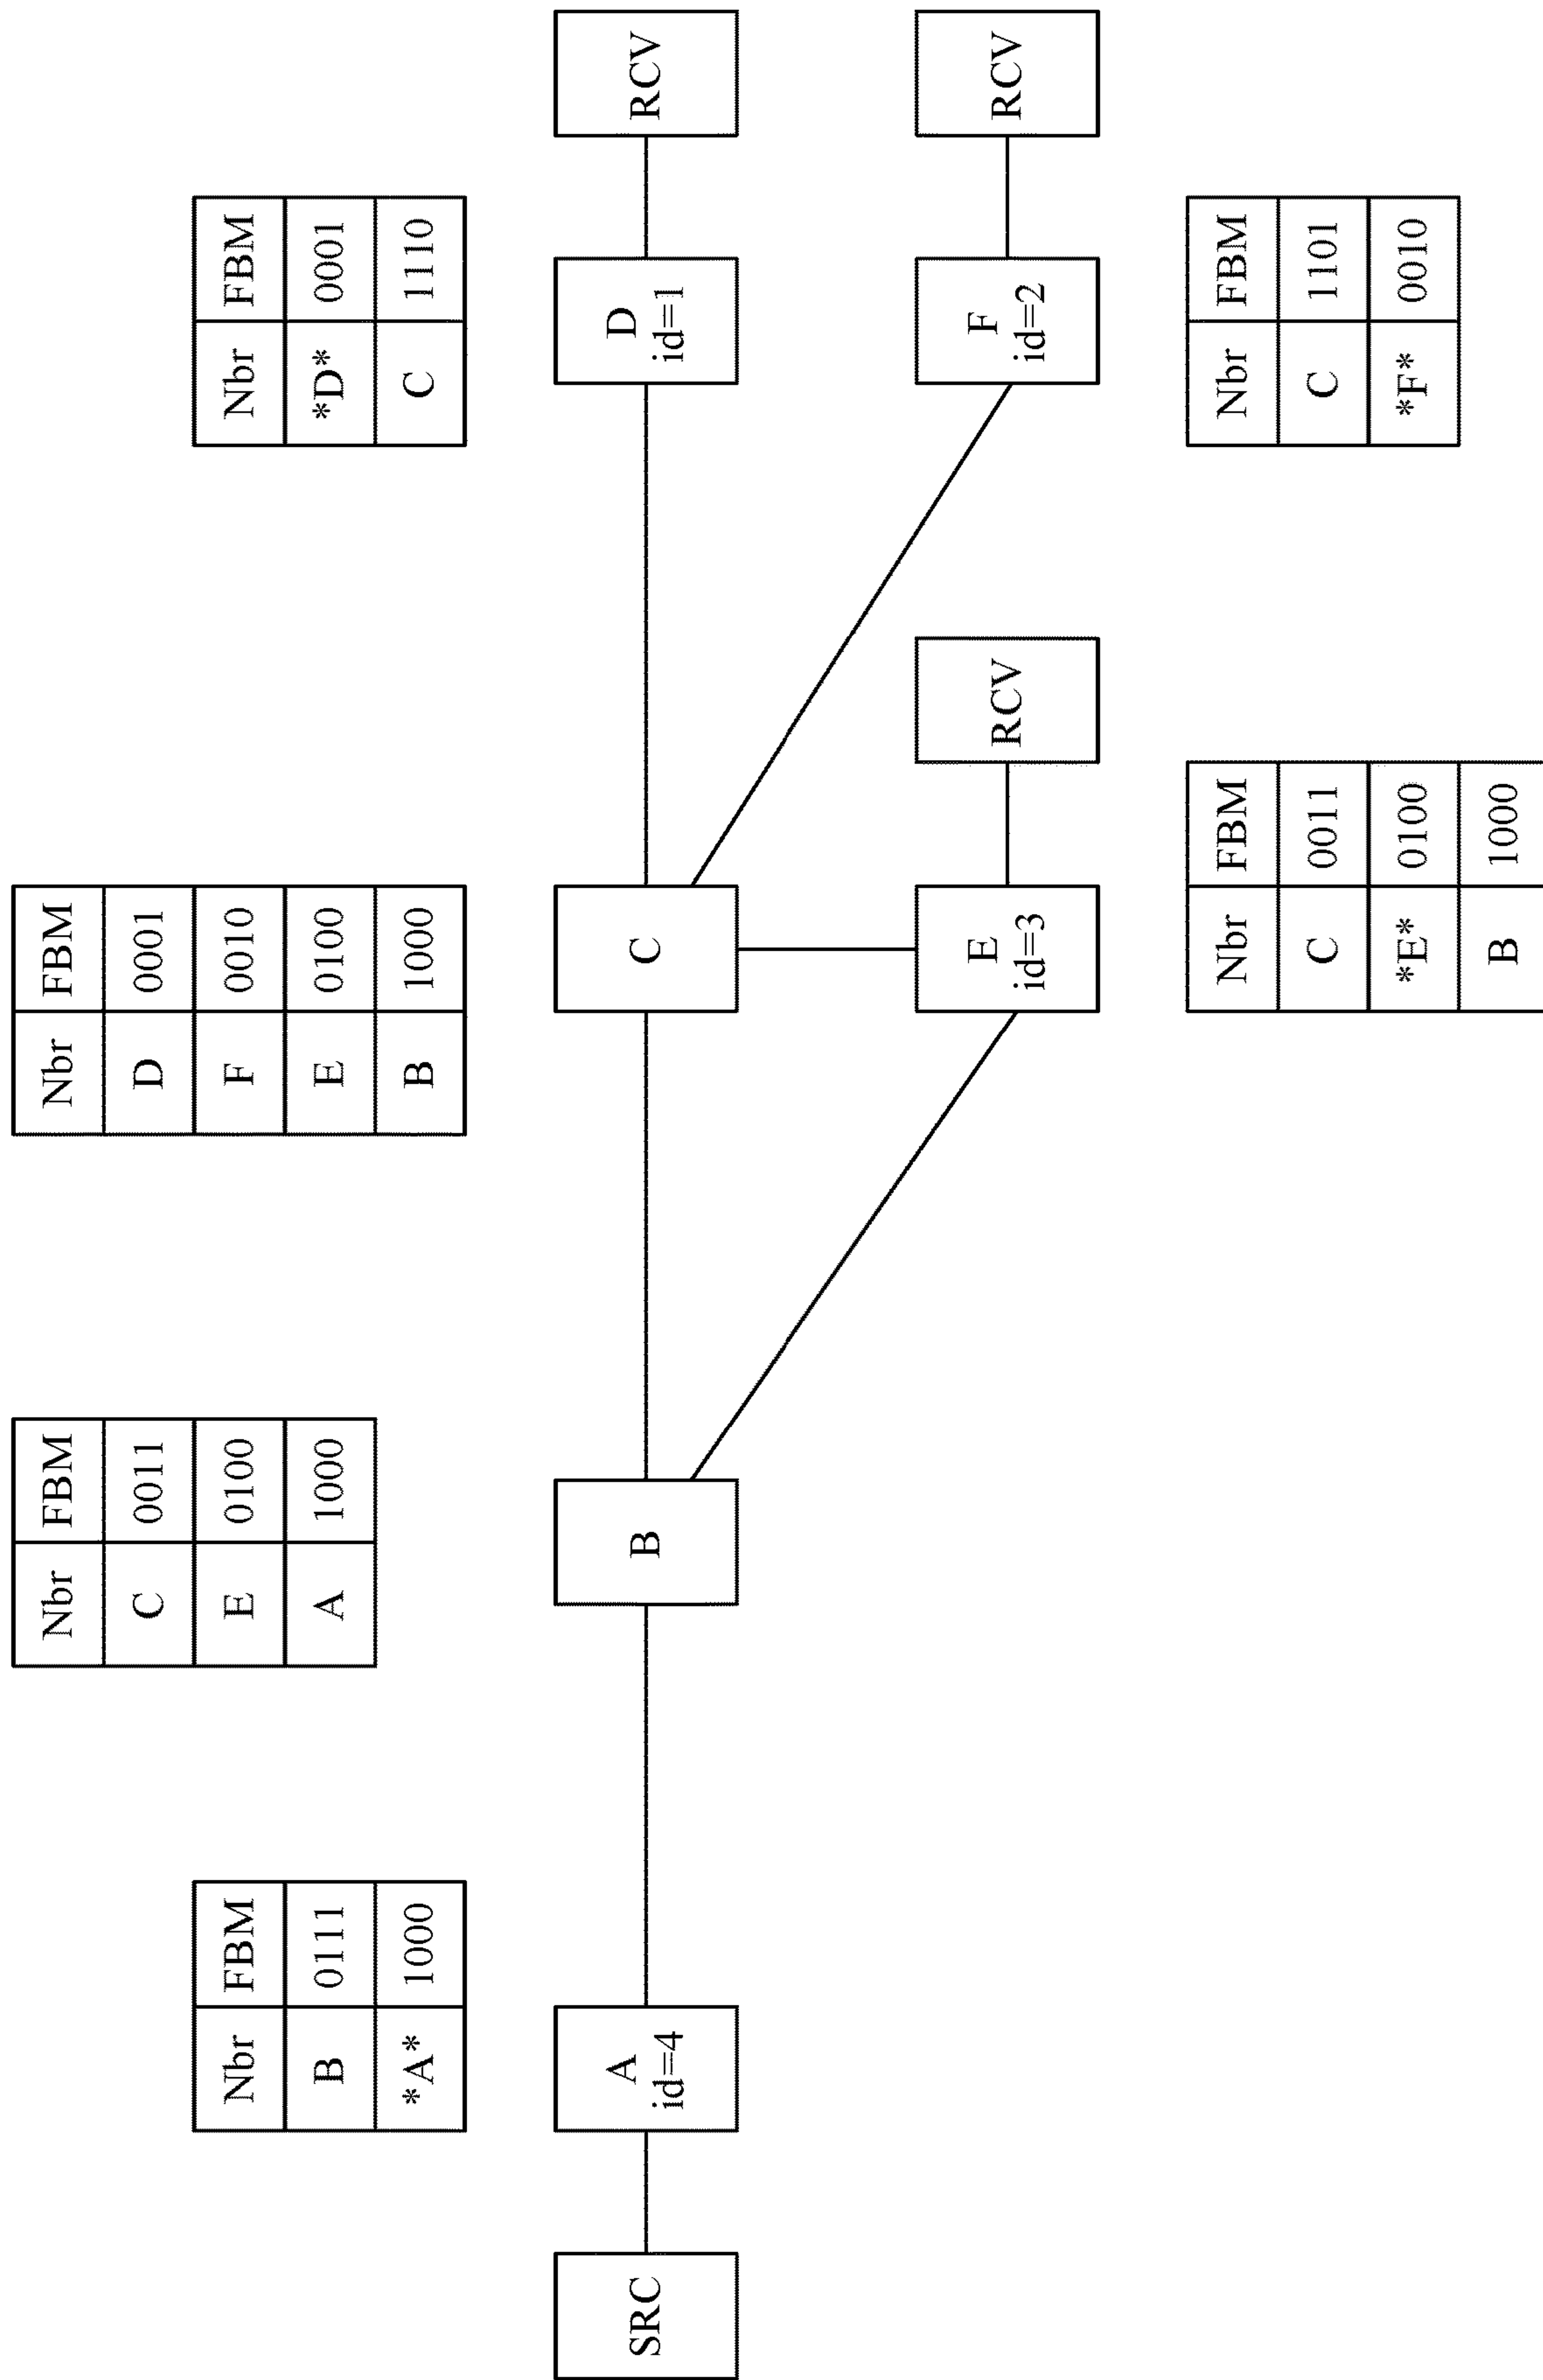 Nbr FBM
B 0111
*A* 1000
Nbr FBM
C 0011
E 0100
A 1000
Nbr FBM
D 0001
F 0010
E 0100
B 1000
Nbr FBM
*D* 0001
C 1110
SRC
A
id=4
B
C
D
id=1
RCV
E
id=3
RCV
F
id=2
RCV
Nbr FBM
C 0011
*E* 0100
B 1000
Nbr FBM
C 1101
*F* 0010